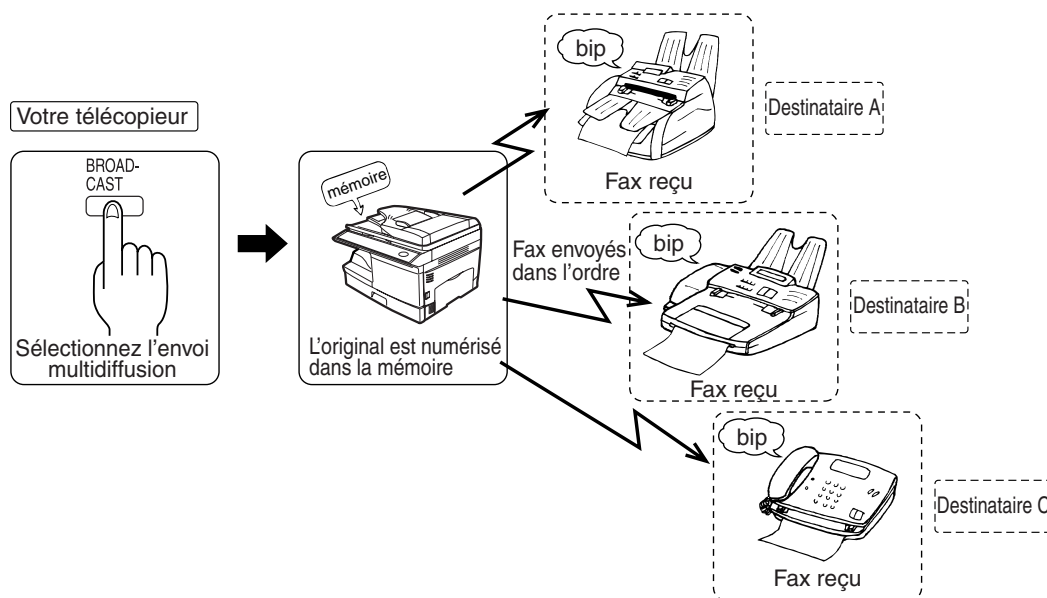 Votre télécopieur
BROAD-
CAST
Sélectionnez l'envoi
multidiffusion
mémoire
L'original est numérisé
dans la mémoire
bip
Fax reçu
Destinataire A
Fax envoyés
dans l'ordre
bip
Fax reçu
Destinataire B
bip
Fax reçu
Destinataire C